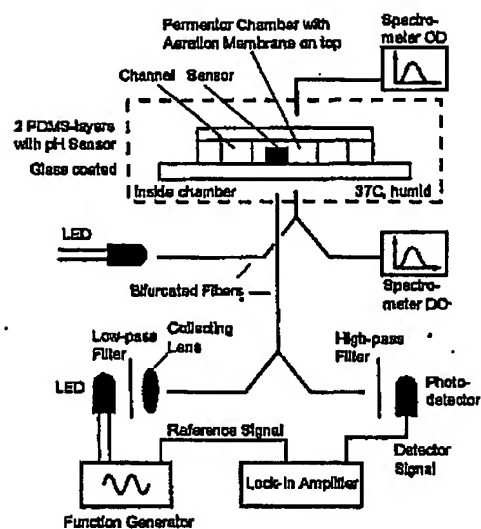 Fermentor Chamber with
Aeration Membrane on top
Spectro-
meter OD
Channel Sensor
2 PDMS-layers
with pH Sensor
Glass coated
Inside chamber
37C, humid
LED
Bifurcated Fibers
Spectro-
meter DO
Low-pass
Filter
Collecting
Lens
High-pass
Filter
LED
Photo-
detector
Reference Signal
Detector
Signal
Lock-in Amplifier
Function Generator